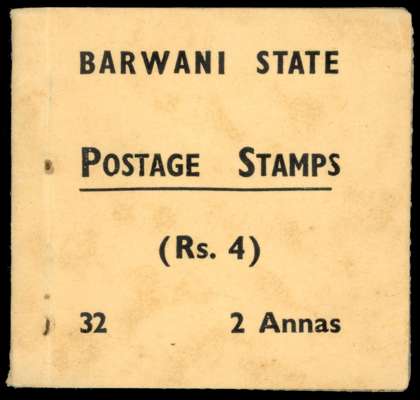 BARWANI STATE
POSTAGE STAMPS
(Rs. 4)
32 2 Annas